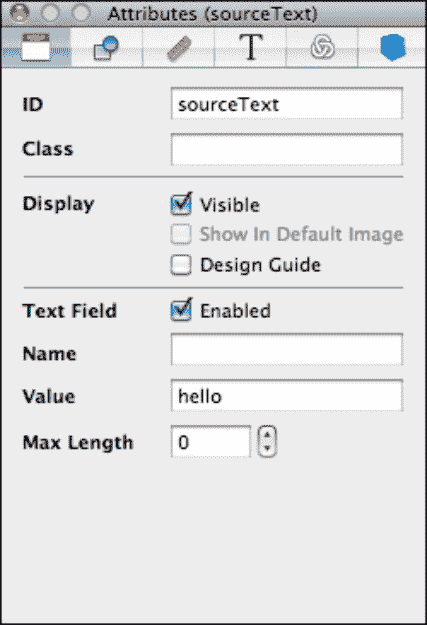 Attributes (sourceText)
T
ID sourceText
Class
Display Visible
Show In Default Image
Design Guide
Text Field Enabled
Name
Value hello
Max Length 0